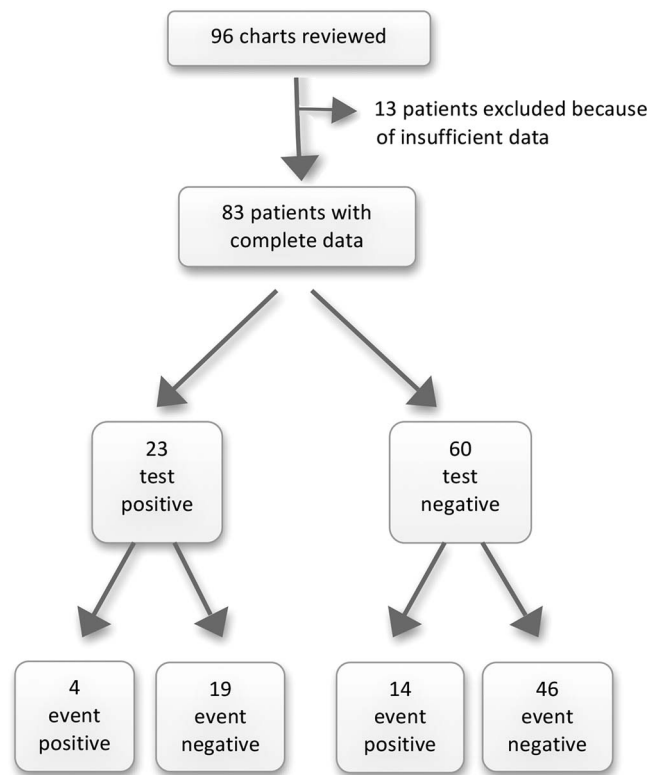 96 charts reviewed
13 patients excluded because
of insufficient data
83 patients with
complete data
23
test
positive
60
test
negative
4
event
positive
19
event
negative
14
event
positive
46
event
negative